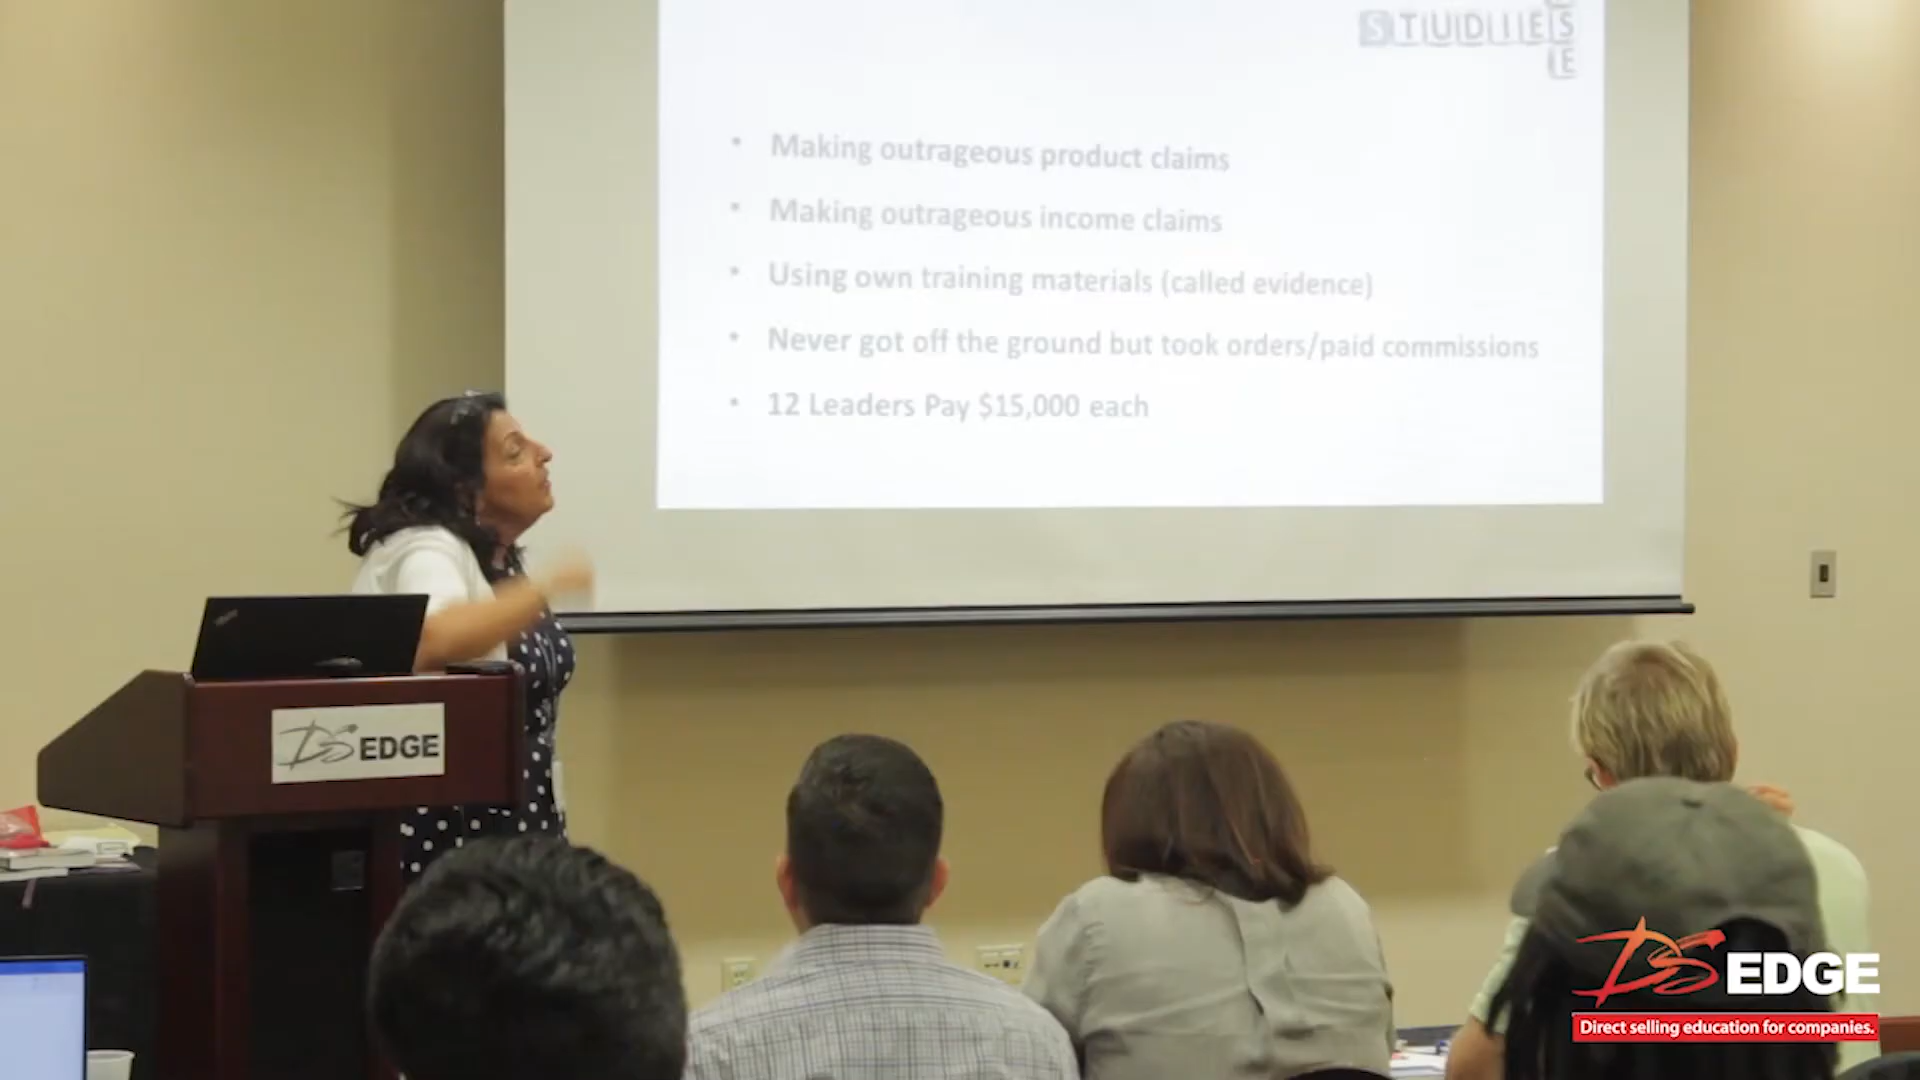 STUDIES
• Making outrageous product claims
• Making outrageous income claims
• Using own training materials (called evidence)
• Never got off the ground but took orders/paid commissions
• 12 Leaders Pay $15,000 each
DS EDGE
DS EDGE
Direct selling education for companies.